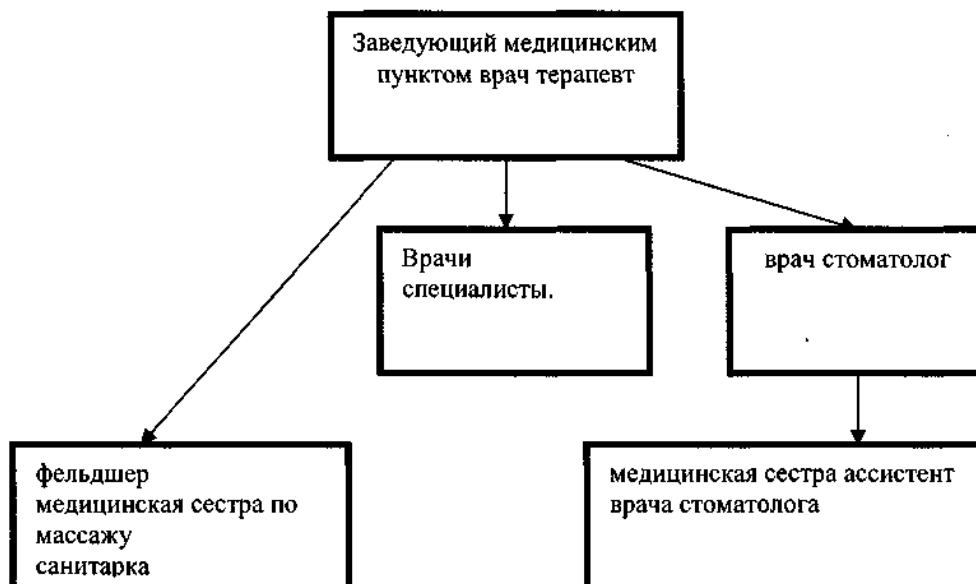 Заведующий медицинским
пунктом врач терапевт
Врачи
специалисты.
врач стоматолог
фельдшер
медицинская сестра по
массажу
санитарка
медицинская сестра ассистент
врача стоматолога